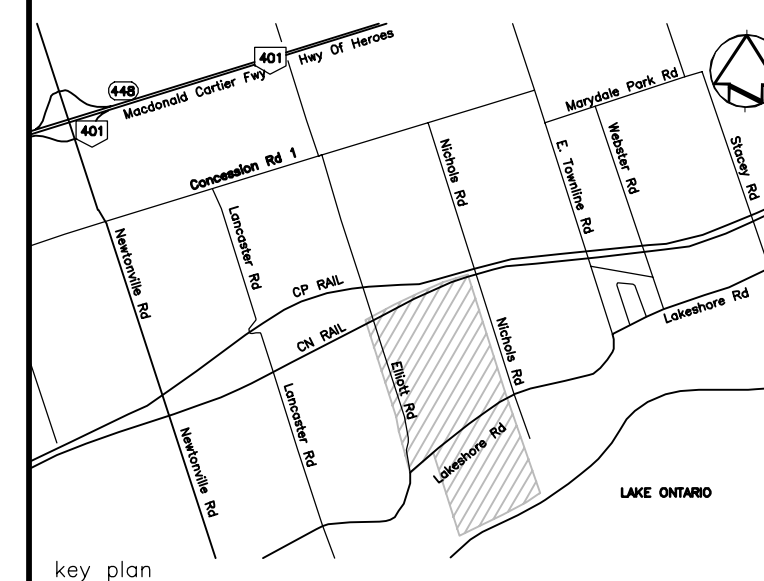 401
Hwy Of Heroes
448
Macdonald Cartier Fwy
401
Marydale Park Rd
Concession Rd 1
Nichols Rd
E. Townline Rd
Webster Rd
Stacey Rd
Lancaster Rd
Newtonville Rd
CP RAIL
CN RAIL
Lakeshore Rd
Nichols Rd
Elliott Rd
Lancaster Rd
Newtonville Rd
Lakeshore Rd
LAKE ONTARIO
key plan